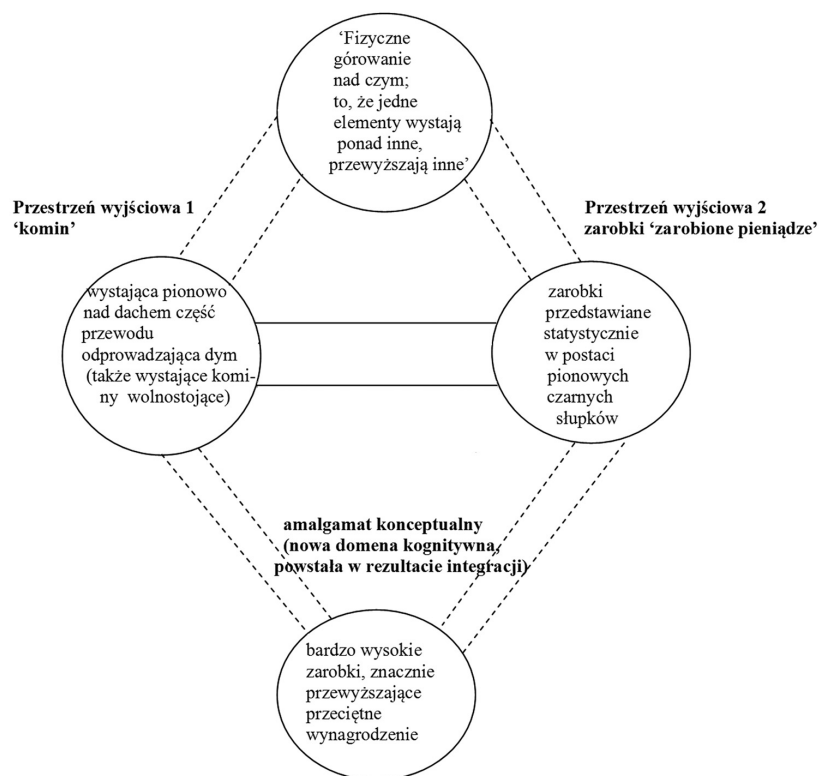 ‘Fizyczne
górowanie
nad czym;
to, że jedne
elementy wystają
ponad inne,
przewyższają inne’
Przestrzeń wyjściowa 1
‘komin’
Przestrzeń wyjściowa 2
zarobki ‘zarobione pieniądze’
wystająca pionowo
nad dachem część
przewodu
odprowadzająca dym
(także wystające komi-
ny wolnostojące)
zarobki
przedstawiane
statystycznie
w postaci
pionowych
czarnych
słupków
amalgamat konceptualny
(nowa domena kognitywna,
powstała w rezultacie integracji)
bardzo wysokie
zarobki, znacznie
przewyższające
przeciętne
wynagrodzenie